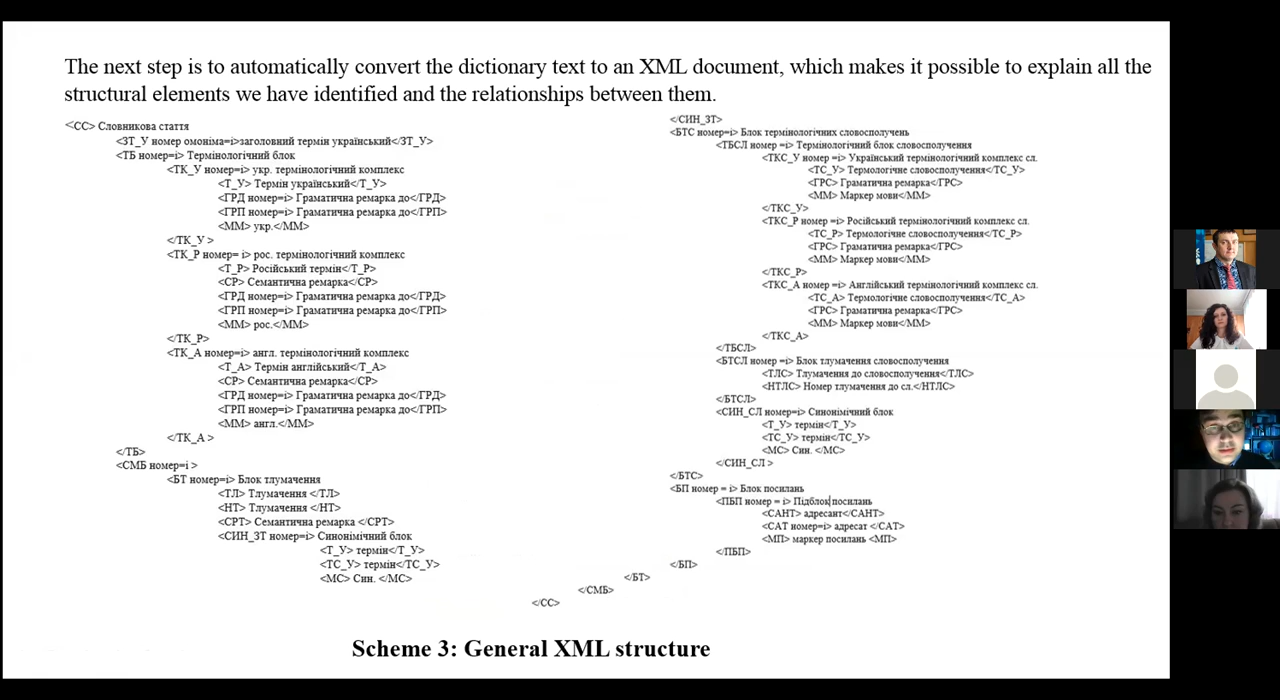 The next step is to automatically convert the dictionary text to an XML document, which makes it possible to explain all the
structural elements we have identified and the relationships between them.
<СС> Словникова стаття
<ЗТ_У номер омоніма=і>заголовний термін український</ЗТ_У>
<ТБ номер=і> Термінологічний блок
<ТК_У номер=і> укр. термінологічний комплекс
<Т_У> Термін український</Т_У>
<ГРД номер=і> Граматична ремарка до</ГРД>
<ГРП номер=і> Граматична ремарка до</ГРП>
<ММ> укр.</ММ>
</ТК_У >
<ТК_Р номер= і> рос. термінологічний комплекс
<Т_Р> Російський термін</Т_Р>
<СР> Семантична ремарка</СР>
<ГРД номер=і> Граматична ремарка до</ГРД>
<ГРП номер=і> Граматична ремарка до</ГРП>
<ММ> рос.</ММ>
</ТК_Р>
<ТК_А номер=і> англ. термінологічний комплекс
<Т_А> Термін англійський</Т_А>
<СР> Семантична ремарка</СР>
<ГРД номер=і> Граматична ремарка до</ГРД>
<ГРП номер=і> Граматична ремарка до</ГРП>
<ММ> англ.</ММ>
</ТК_А >
</ТБ>
<СМБ номер=і >
<БТ номер=і> Блок тлумачення
<ТЛ> Тлумачення </ТЛ>
<НТ> Тлумачення </НТ>
<СРТ> Семантична ремарка </СРТ>
<СИН_ЗТ номер=і> Синонімічний блок
<Т_У> термін</Т_У>
<ТС_У> термін</ТС_У>
<МС> Син. </МС>
</СИН_ЗТ>
<БТС номер=і> Блок термінологічних словосполучень
<ТБСЛ номер =і> Термінологічний блок словосполучення
<ТКС_У номер =і> Український термінологічний комплекс сл.
<ТС_У> Термологічне словосполучення</ТС_У>
<ГРС> Граматична ремарка</ГРС>
<ММ> Маркер мови</ММ>
</ТКС_У>
<ТКС_Р номер =і> Російський термінологічний комплекс сл.
<ТС_Р> Термологічне словосполучення</ТС_Р>
<ГРС> Граматична ремарка</ГРС>
<ММ> Маркер мови</ММ>
</ТКС_Р>
<ТКС_А номер =і> Англійський термінологічний комплекс сл.
<ТС_А> Термологічне словосполучення</ТС_А>
<ГРС> Граматична ремарка</ГРС>
<ММ> Маркер мови</ММ>
</ТКС_А>
</ТБСЛ>
<БТСЛ номер =і> Блок тлумачення словосполучення
<ТЛС> Тлумачення до словосполучення</ТЛС>
<НТЛС> Номер тлумачення до сл.</НТЛС>
</БТСЛ>
<СИН_СЛ номер=і> Синонімічний блок
<Т_У> термін</Т_У>
<ТС_У> термін</ТС_У>
<МС> Син. </МС>
</СИН_СЛ >
</БТС>
<БП номер = і> Блок посилань
<ПБП номер = і> Підблок посилань
<САНТ> адресант</САНТ>
<САТ номер=і> адресат </САТ>
<МП> маркер посилань <МП>
</ПБП>
</БП>
</БТ>
</СМБ>
</СС>
Scheme 3: General XML structure